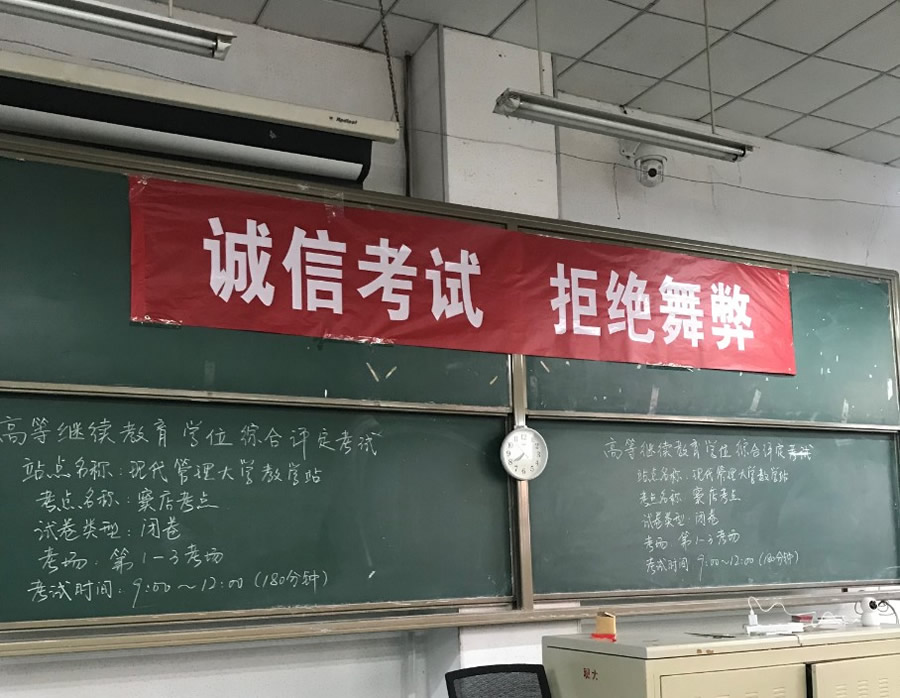 Redleaf
诚信考试 拒绝舞弊
高等继续教育学位综合评定考试
站点名称：现代管理大学教学站
考点名称：窦店考点
试卷类型：闭卷
考场：第1-3考场
考试时间：9:00~12:00（180分钟）
高等继续教育学位综合评定考试
站点名称：现代管理大学教学站
考点名称：窦店考点
试卷类型：闭卷
考场：第1-3考场
考试时间 9:00~12:00（180分钟）
现大